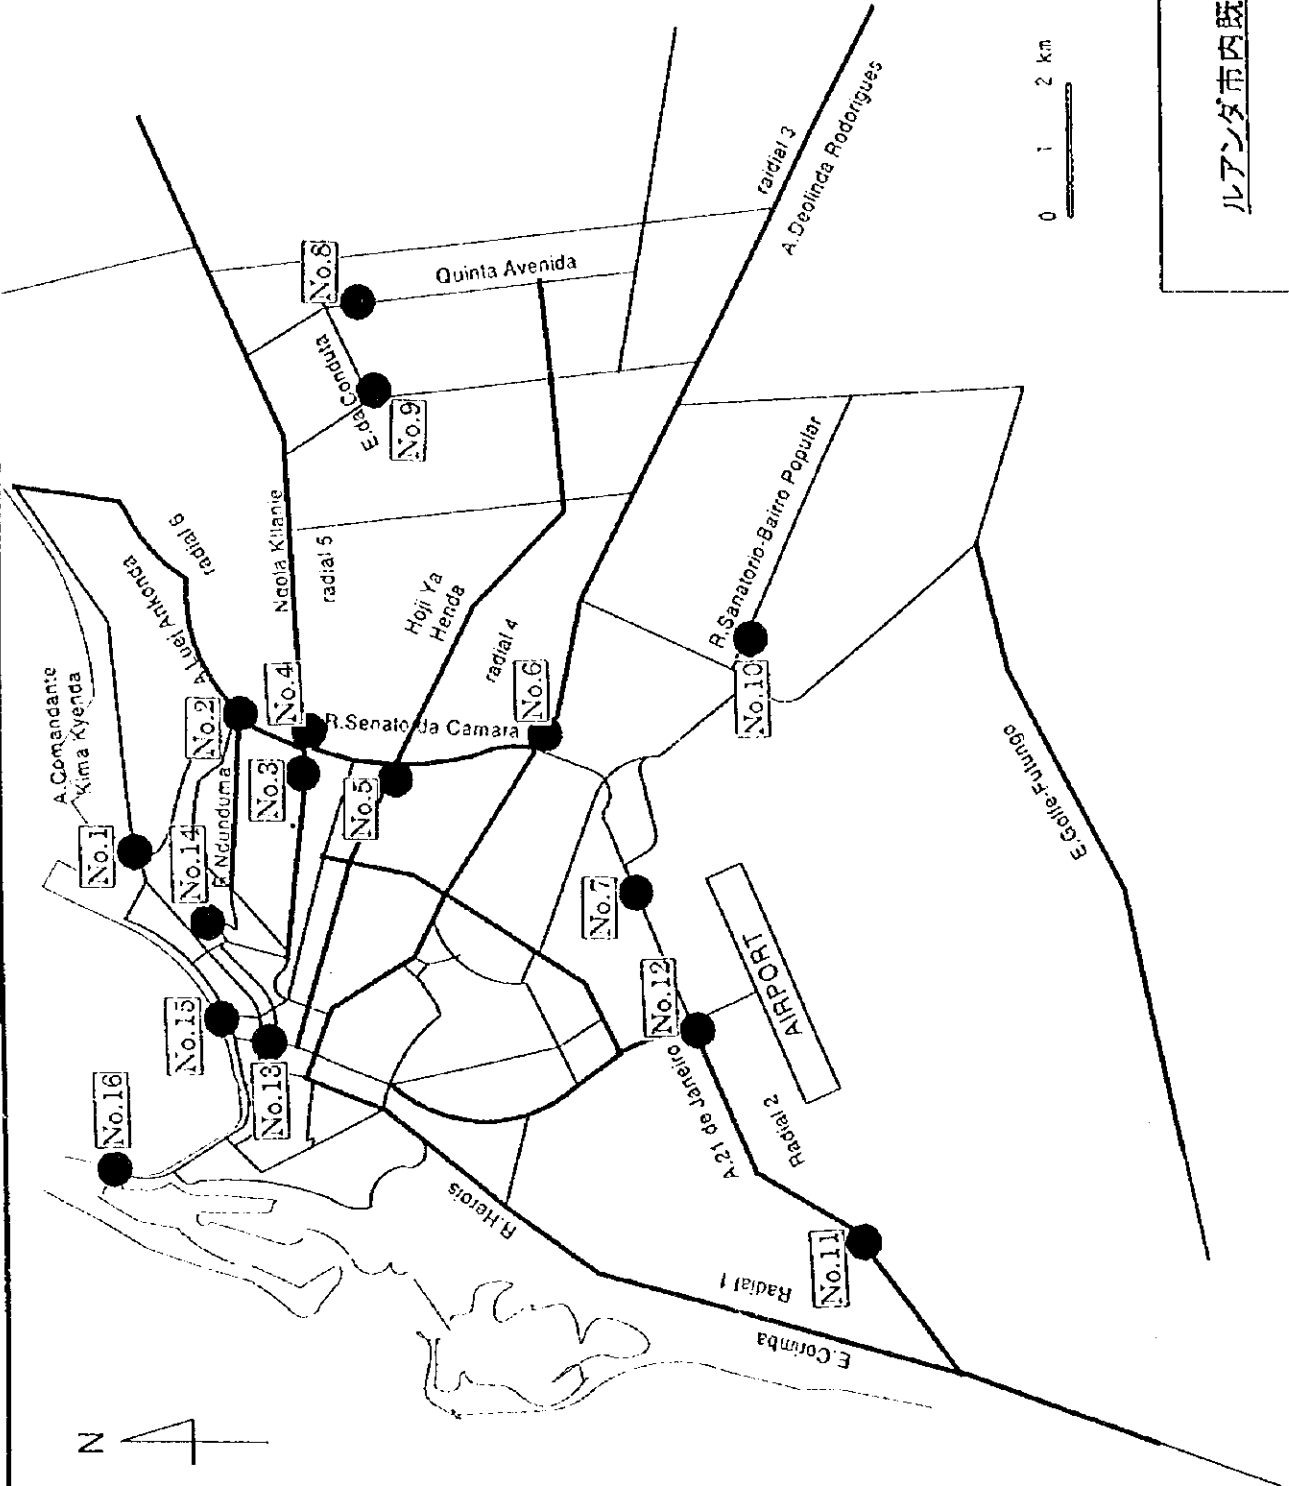 N
No.16
No.15
No.13
No.14
No.1
A.Comandante
Kima Kyenda
No.2
No.3
No.4
No.5
No.6
No.7
No.8
No.9
No.10
No.11
No.12
A.Luej Ankonda
radial 6
Ngola Kilanje
radial 5
R.Ndunduma
R.Senato da Camara
Hoji Ya
Henda
radial 4
E.da Conduta
Quinta Avenida
raidial 3
A.Deolinda Rodorigues
R.Sanatorio-Bairro Popular
E.Golfe-Futungo
AIRPORT
A.21 de Janeiro
Radial 2
R.Herois
Radial 1
E.Corimba
0 1 2 km
ルアンダ市内既